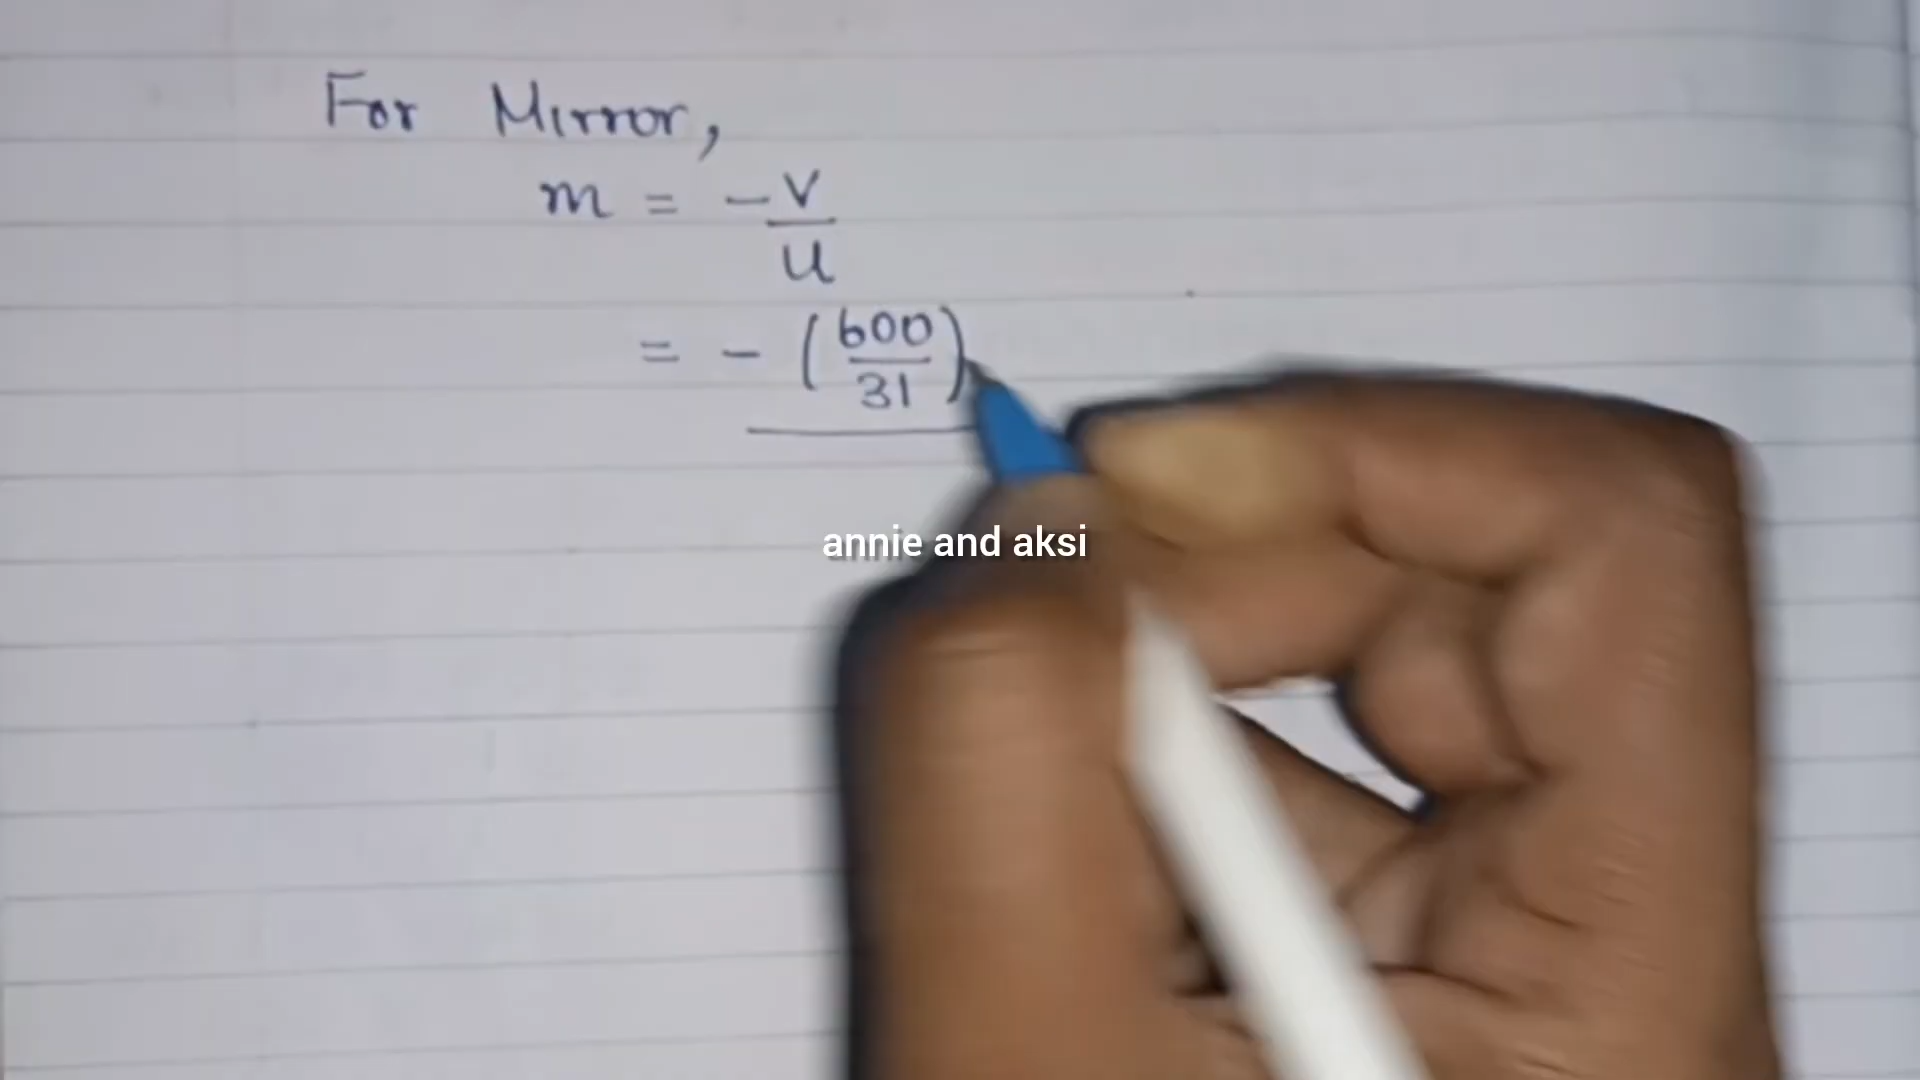 For Mirror,
m = -v
u
= - (600
31)
annie and aksi